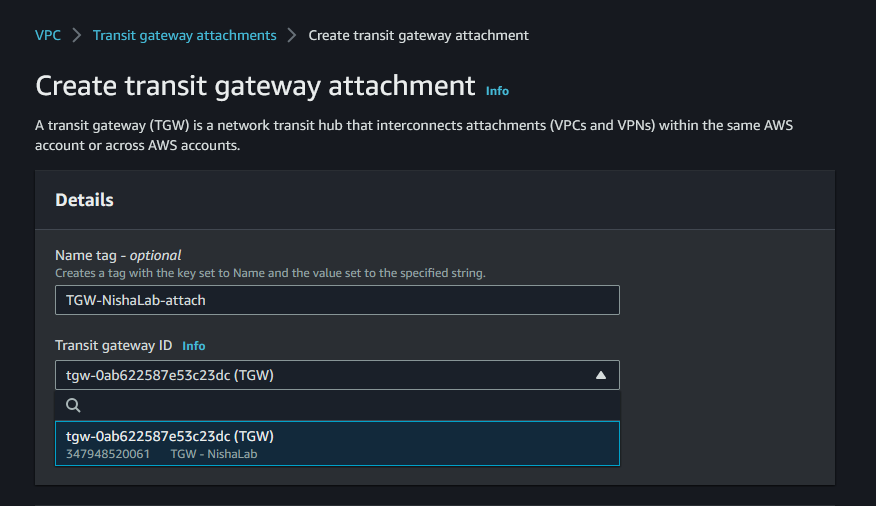 VPC > Transit gateway attachments > Create transit gateway attachment
Create transit gateway attachment Info
A transit gateway (TGW) is a network transit hub that interconnects attachments (VPCs and VPNs) within the same AWS
account or across AWS accounts.
Details
Name tag - optional
Creates a tag with the key set to Name and the value set to the specified string.
TGW-NishaLab-attach
Transit gateway ID Info
tgw-0ab622587e53c23dc (TGW)
tgw-0ab622587e53c23dc (TGW)
347948520061 TGW - NishaLab